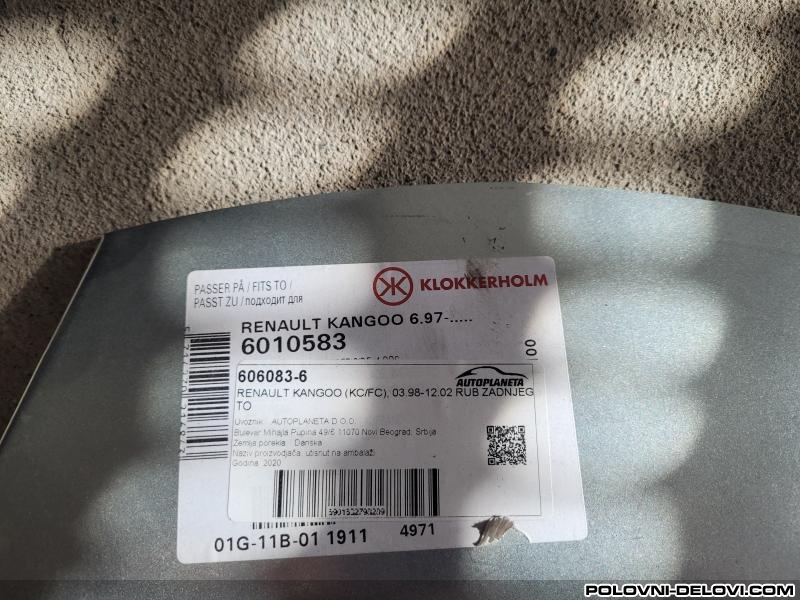 PASSER PÅ / FITS TO /
PASST ZU / подходит для
KLOKKERHOLM
RENAULT KANGOO 6.97-.....
6010583
00
606083-6
AUTOPLANETA
RENAULT KANGOO (KC/FC), 03.98-12.02 RUB ZADNJEG
TO
Uvoznik: AUTOPLANETA D.O.O.
Bulevar Mihajla Pupina 49/6 11070 Novi Beograd, Srbija
Zemlja porekla: Danska
Naziv proizvođača: utisnut na ambalaži
Godina: 2020
01G-11B-01 1911
4971
POLOVNI-DELOVI.COM